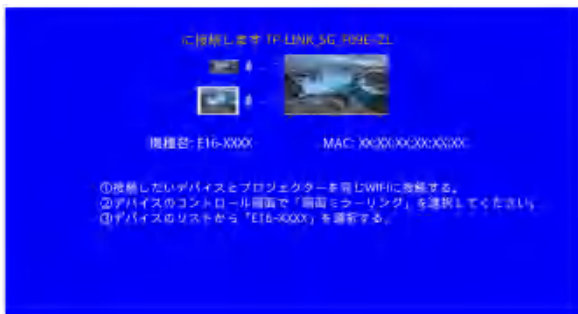 に接続します TP-LINK_5G_F09E-ZL
機種名: E16-XXXX MAC: XX:XX:XX:XX:XX:XX
①接続したいデバイスとプロジェクターを同じWIFIに接続する。
②デバイスのコントロール画面で「画面ミラーリング」を選択してください。
③デバイスのリストから「E16-XXXX」を選択する。